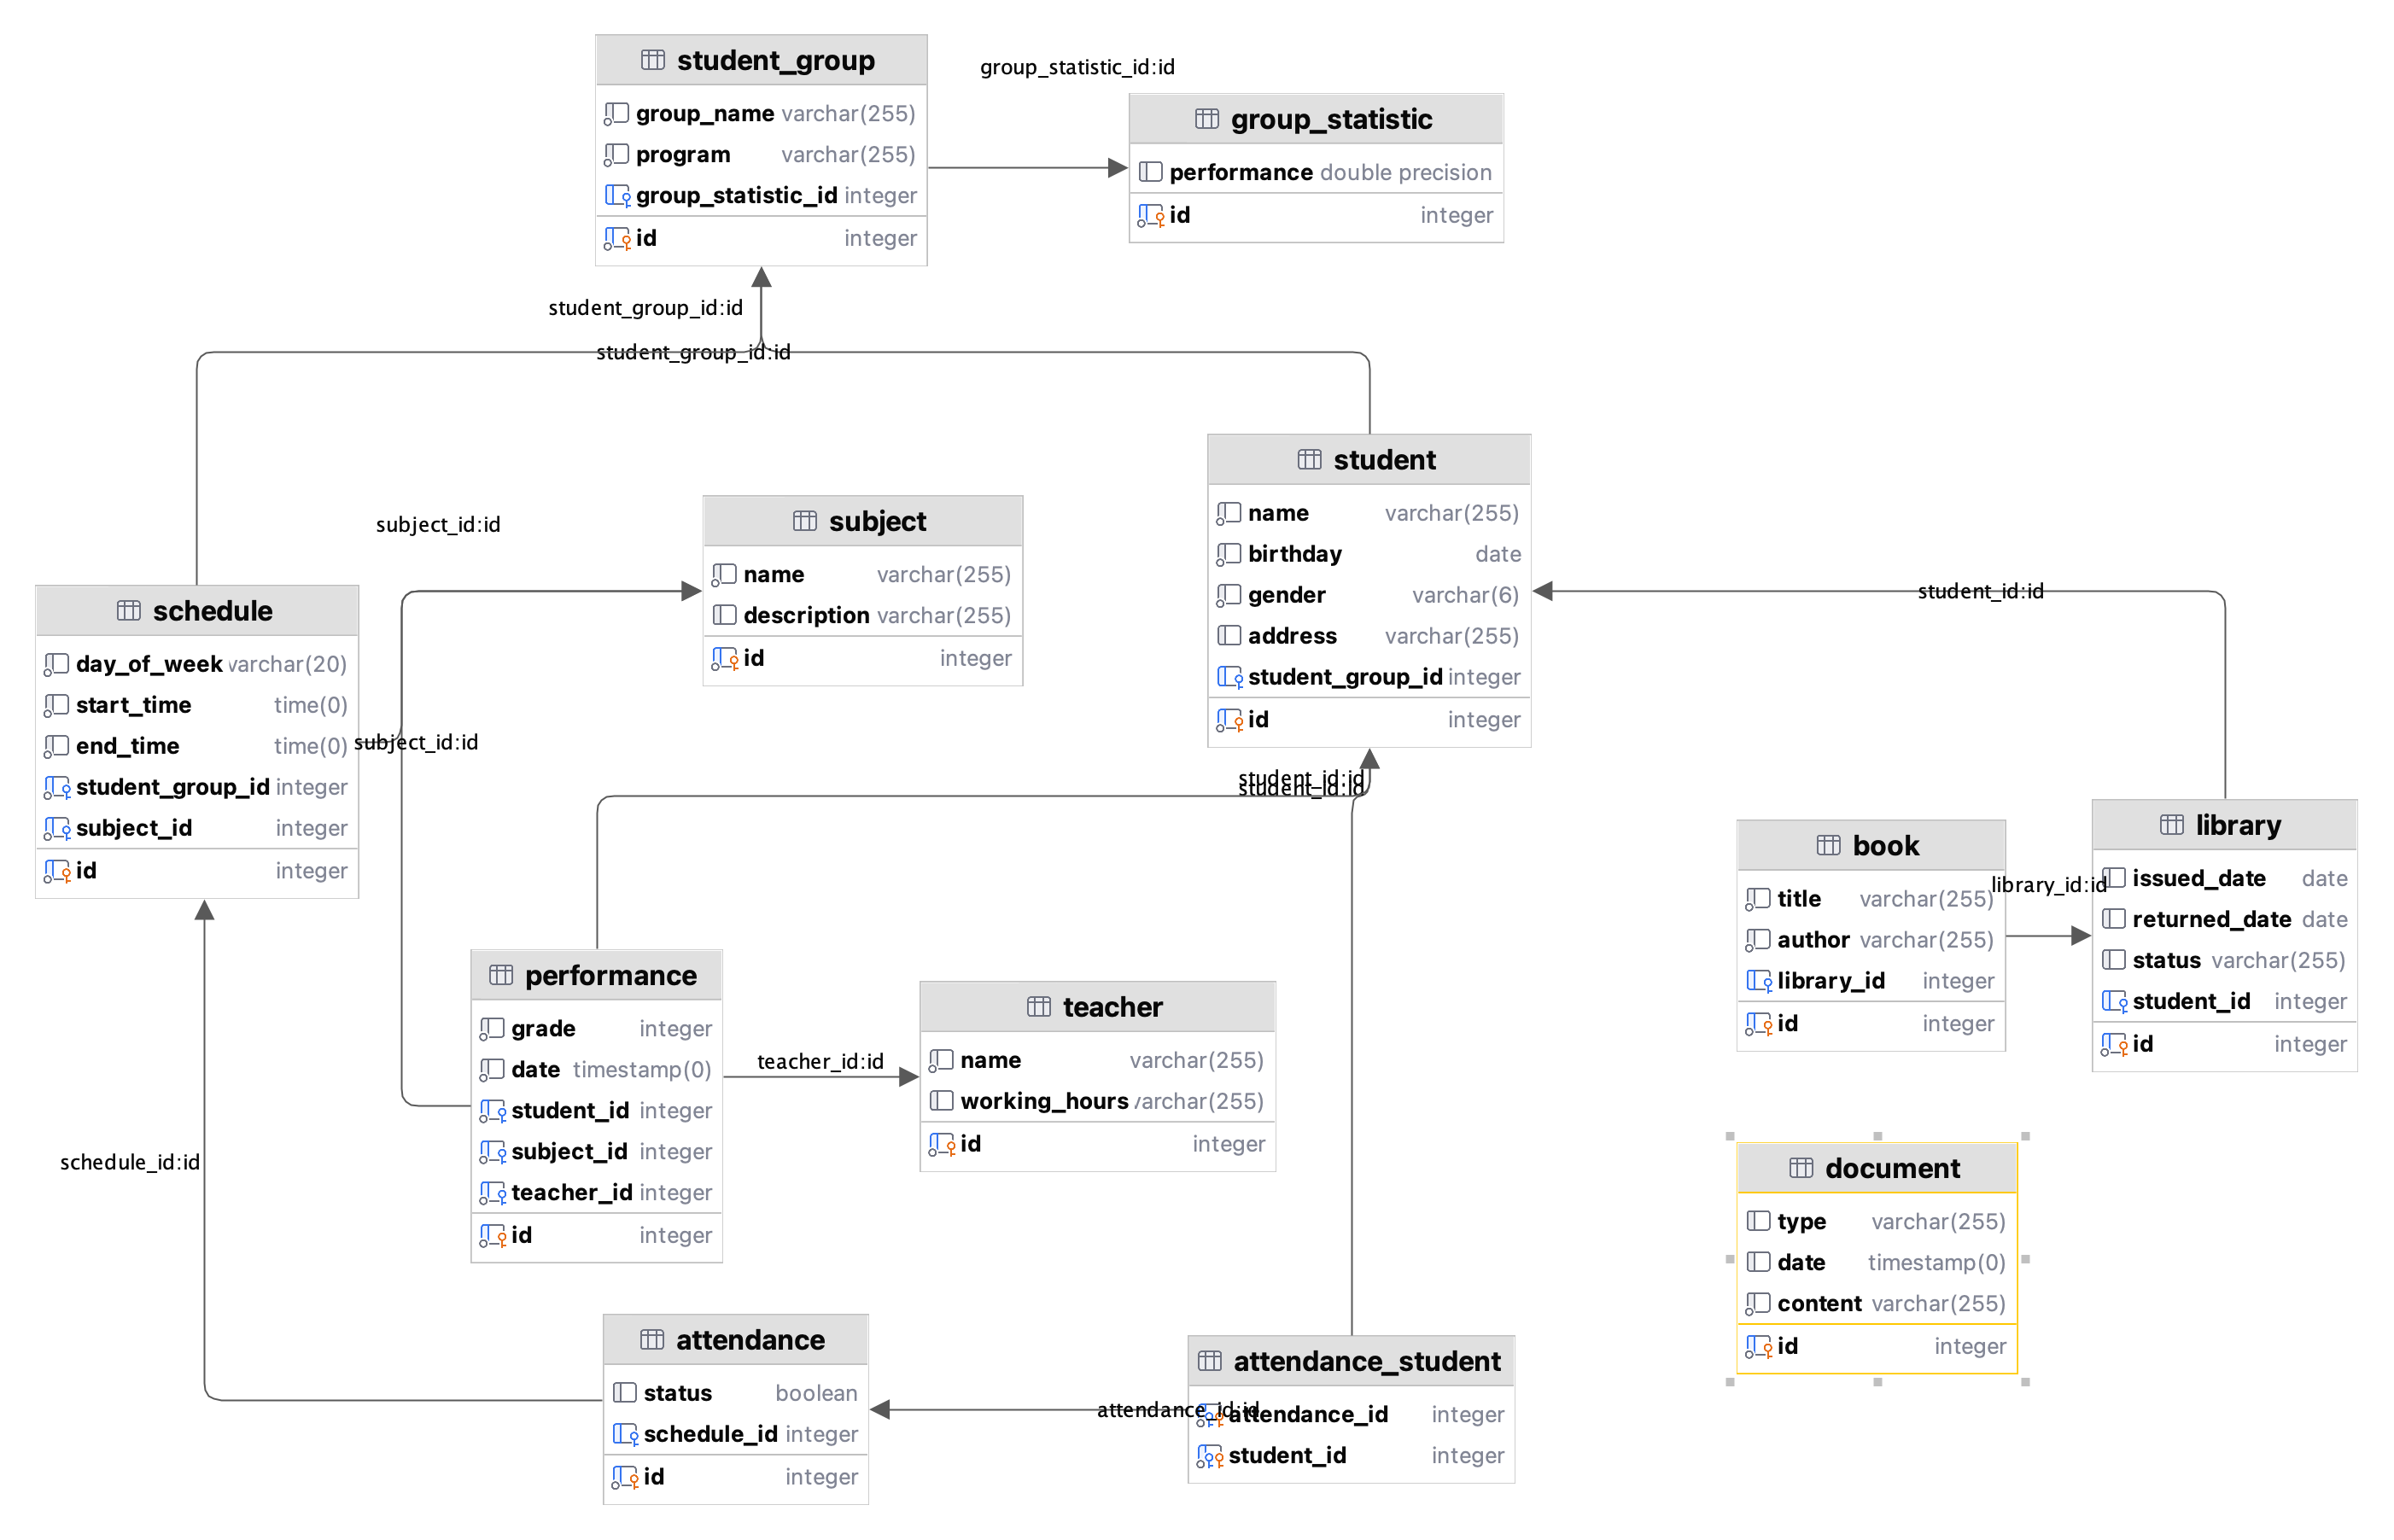 student_group
group_name varchar(255)
program varchar(255)
group_statistic_id integer
id integer
group_statistic_id:id
group_statistic
performance double precision
id integer
student_group_id:id
student_group_id:id
student
name varchar(255)
birthday date
gender varchar(6)
address varchar(255)
student_group_id integer
id integer
subject_id:id
subject
name varchar(255)
description varchar(255)
id integer
schedule
day_of_week varchar(20)
start_time time(0)
end_time time(0)
student_group_id integer
subject_id integer
id integer
subject_id:id
student_id:id
student_id:id
student_id:id
book
title varchar(255)
author varchar(255)
library_id integer
id integer
library_id:id
library
issued_date date
returned_date date
status varchar(255)
student_id integer
id integer
performance
grade integer
date timestamp(0)
student_id integer
subject_id integer
teacher_id integer
id integer
teacher_id:id
teacher
name varchar(255)
working_hours varchar(255)
id integer
schedule_id:id
document
type varchar(255)
date timestamp(0)
content varchar(255)
id integer
attendance
status boolean
schedule_id integer
id integer
attendance_id:id
attendance_student
attendance_id integer
student_id integer